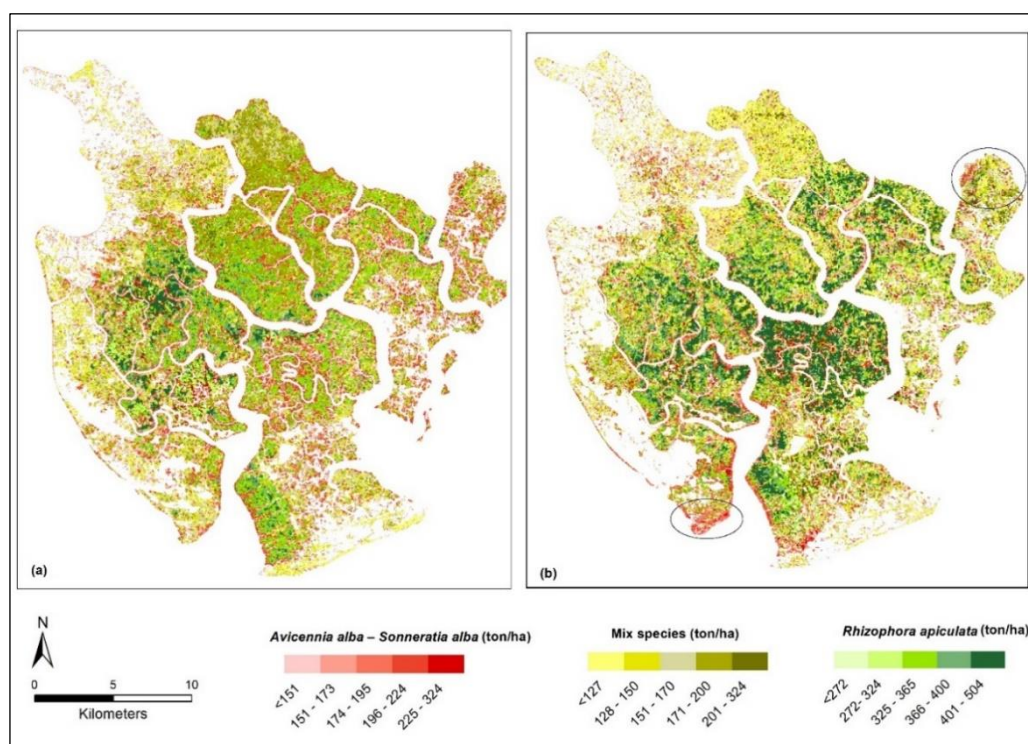 (a)
(b)
N
0 5 10
Kilometers
Avicennia alba – Sonneratia alba (ton/ha)
<151
151 - 173
174 - 195
196 - 224
225 - 324
Mix species (ton/ha)
<127
128 - 150
151 - 170
171 - 200
201 - 324
Rhizophora apiculata (ton/ha)
<272
272 - 324
325 - 365
366 - 400
401 - 504